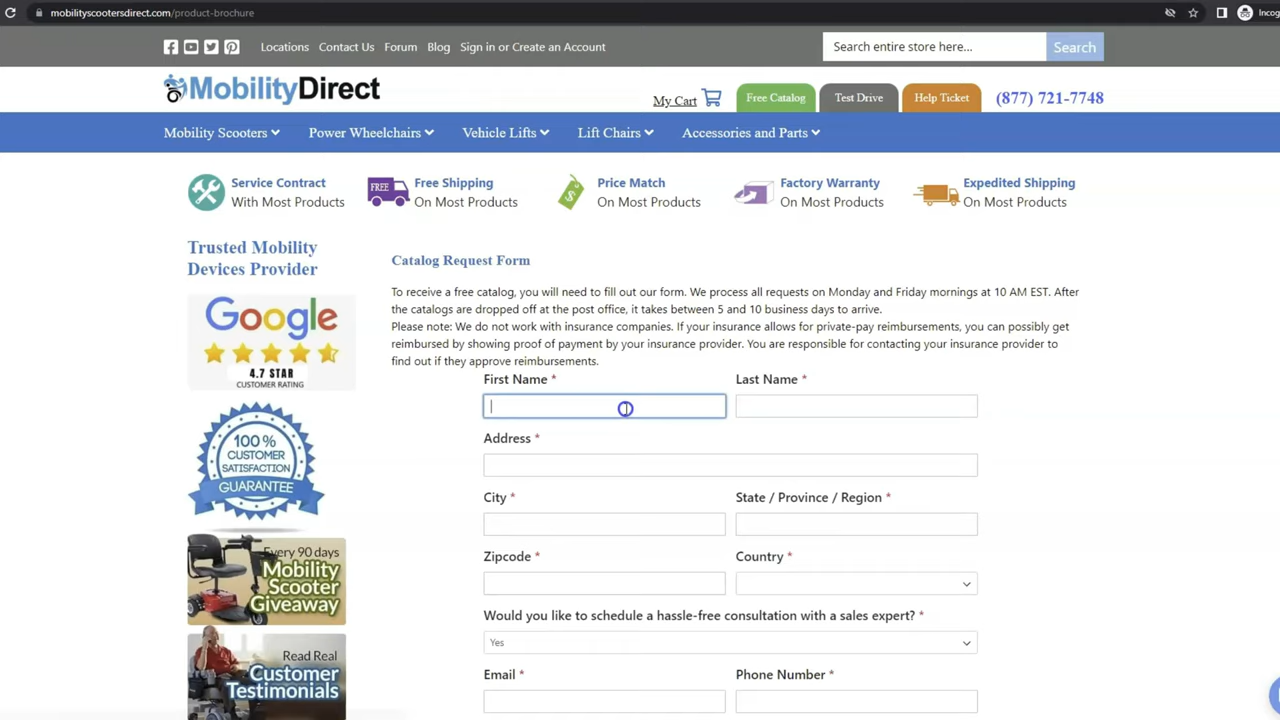 mobilityscootersdirect.com/product-brochure
Incog
Locations Contact Us Forum Blog Sign in or Create an Account
Search entire store here... Search
MobilityDirect
My Cart Free Catalog Test Drive Help Ticket (877) 721-7748
Mobility Scooters Power Wheelchairs Vehicle Lifts Lift Chairs Accessories and Parts
Service Contract
With Most Products
FREE
Free Shipping
On Most Products
$
Price Match
On Most Products
Factory Warranty
On Most Products
Expedited Shipping
On Most Products
Trusted Mobility
Devices Provider
Google
4.7 STAR
CUSTOMER RATING
100%
CUSTOMER
SATISFACTION
GUARANTEE
Every 90 days
Mobility
Scooter
Giveaway
Read Real
Customer
Testimonials
Catalog Request Form
To receive a free catalog, you will need to fill out our form. We process all requests on Monday and Friday mornings at 10 AM EST. After
the catalogs are dropped off at the post office, it takes between 5 and 10 business days to arrive.
Please note: We do not work with insurance companies. If your insurance allows for private-pay reimbursements, you can possibly get
reimbursed by showing proof of payment by your insurance provider. You are responsible for contacting your insurance provider to
find out if they approve reimbursements.
First Name * Last Name *
Address *
City * State / Province / Region *
Zipcode * Country *
Would you like to schedule a hassle-free consultation with a sales expert? *
Yes
Email * Phone Number *